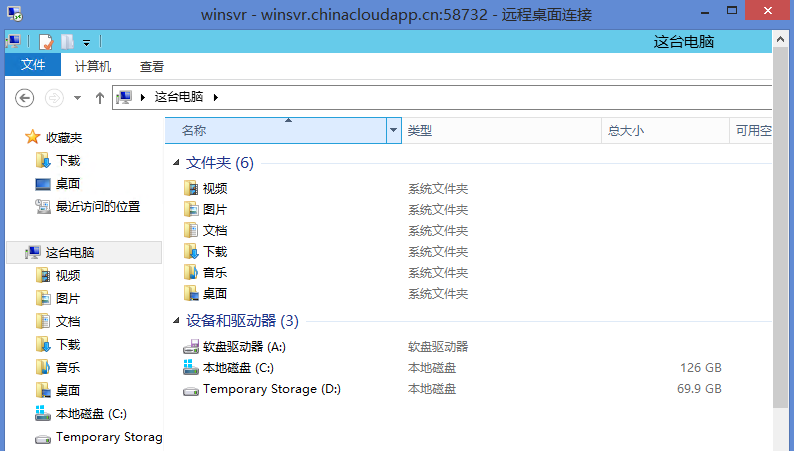 winsvr - winsvr.chinacloudapp.cn:58732 - 远程桌面连接
这台电脑
文件 计算机 查看
这台电脑
名称 类型 总大小 可用空
收藏夹
下载
桌面
最近访问的位置
这台电脑
视频
图片
文档
下载
音乐
桌面
本地磁盘 (C:)
Temporary Storag
文件夹 (6)
视频 系统文件夹
图片 系统文件夹
文档 系统文件夹
下载 系统文件夹
音乐 系统文件夹
桌面 系统文件夹
设备和驱动器 (3)
软盘驱动器 (A:) 软盘驱动器
本地磁盘 (C:) 本地磁盘 126 GB
Temporary Storage (D:) 本地磁盘 69.9 GB